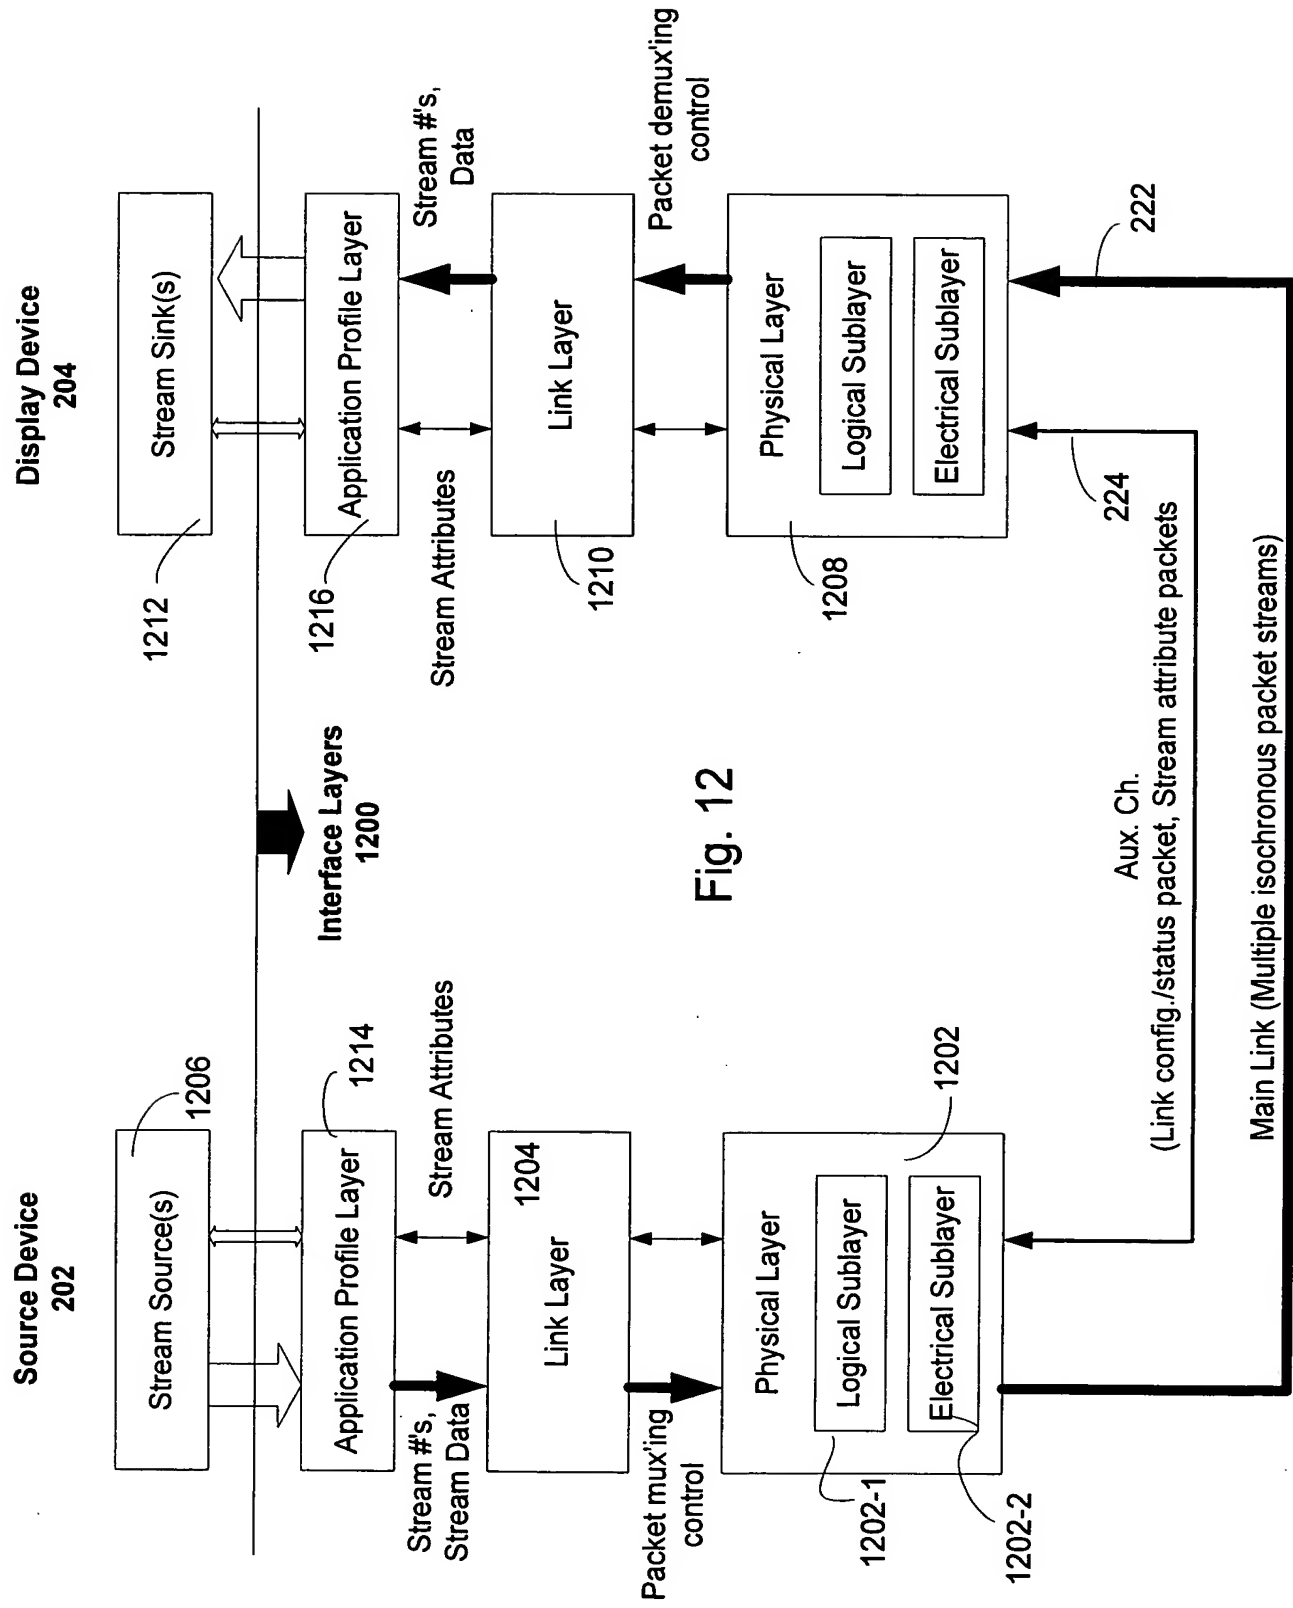 Source Device
202
Stream Source(s)
1206
Application Profile Layer
1214
Stream #'s,
Stream Data
Stream Attributes
Link Layer
1204
Packet mux'ing
control
Physical Layer
1202
Logical Sublayer
1202-1
Electrical Sublayer
1202-2
Interface Layers
1200
Display Device
204
Stream Sink(s)
1212
Application Profile Layer
1216
Stream Attributes
Stream #'s,
Data
Link Layer
1210
Packet demux'ing
control
Physical Layer
1208
Logical Sublayer
Electrical Sublayer
224
222
Aux. Ch.
(Link config./status packet, Stream attribute packets
Main Link (Multiple isochronous packet streams)
Fig. 12